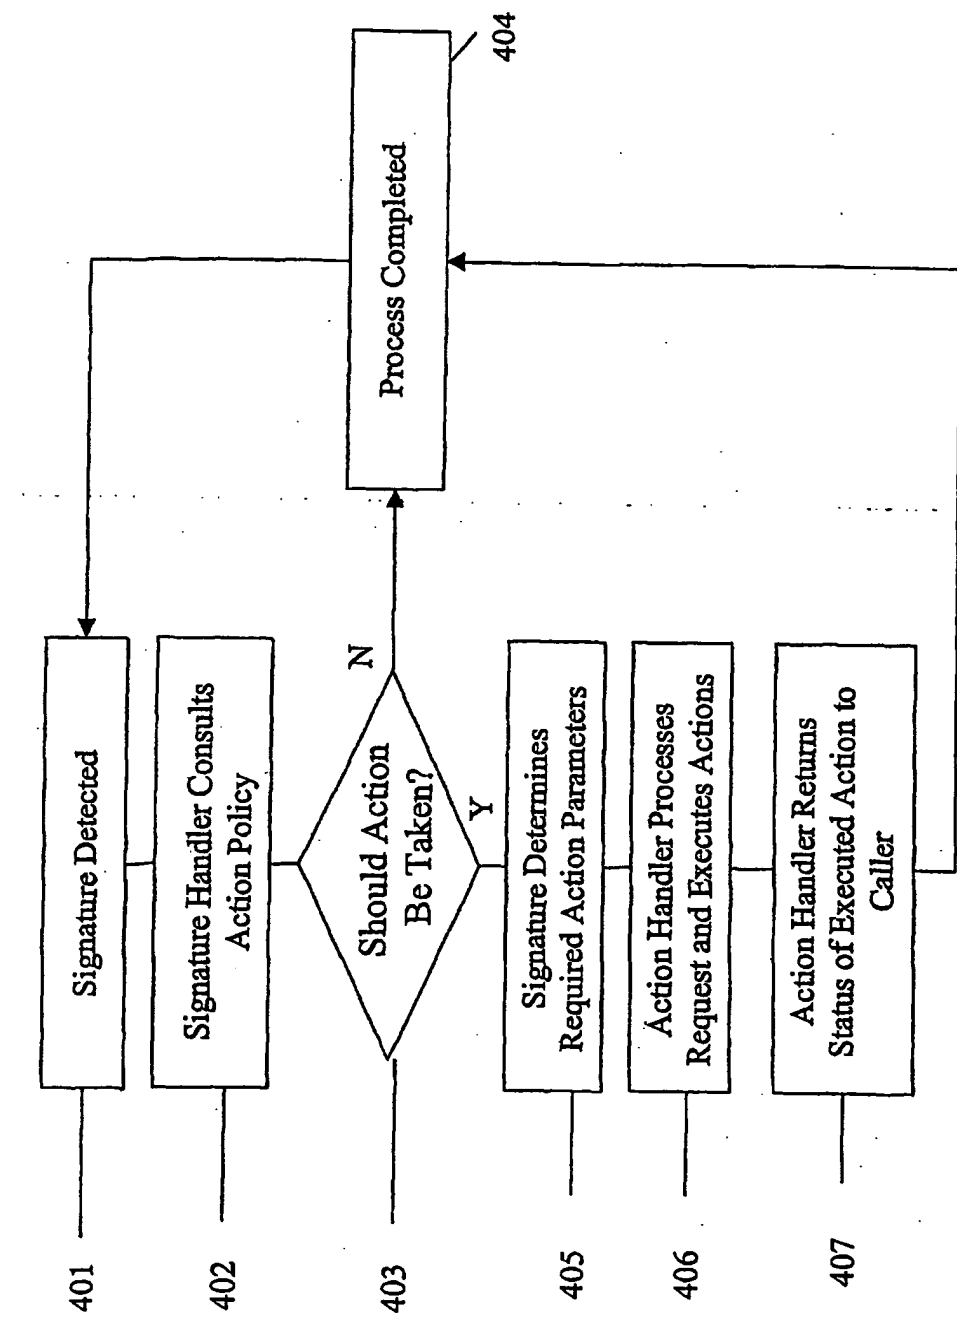 401
Signature Detected
402
Signature Handler Consults
Action Policy
403
Should Action
Be Taken?
N
Y
Process Completed
404
405
Signature Determines
Required Action Parameters
406
Action Handler Processes
Request and Executes Actions
407
Action Handler Returns
Status of Executed Action to
Caller